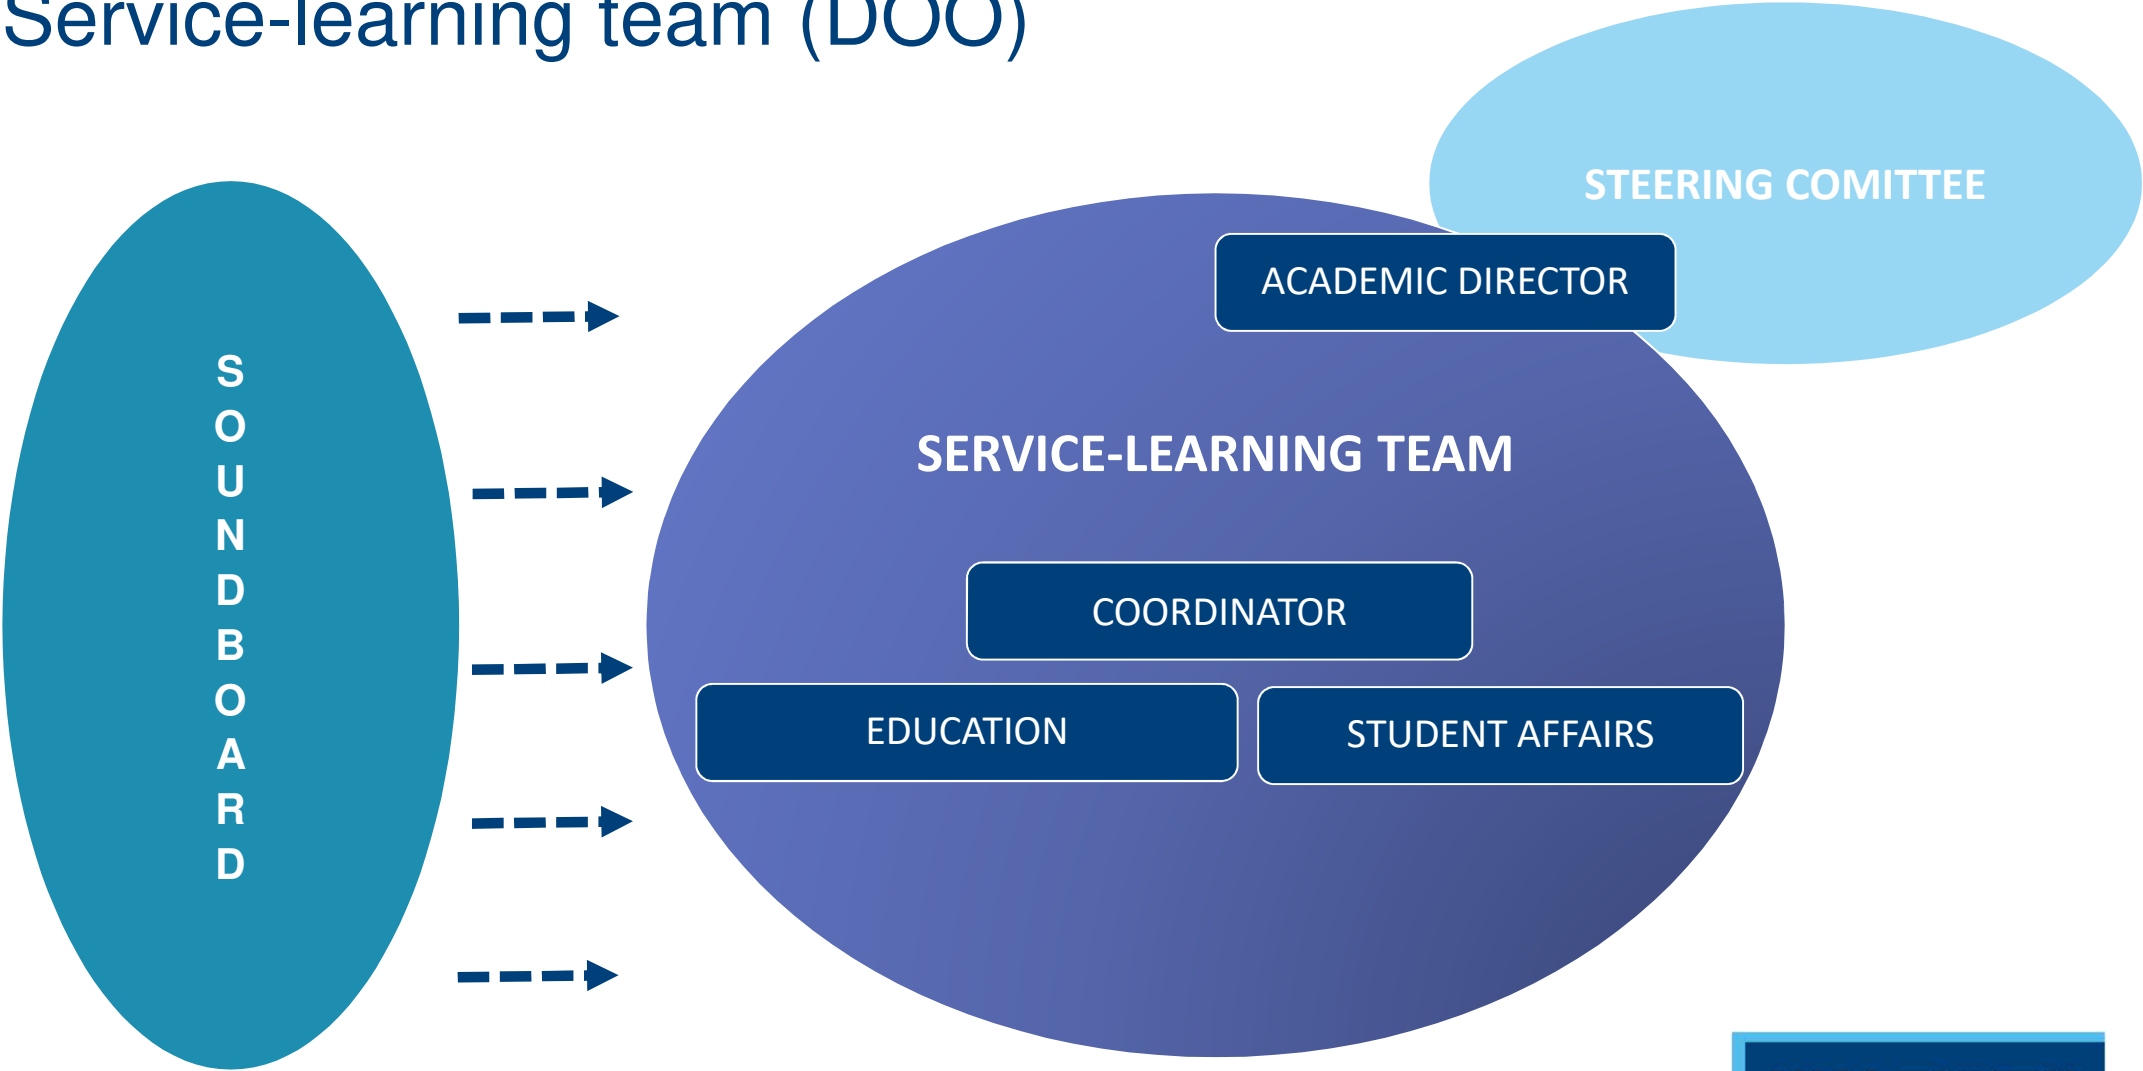 Service-learning team (DOO)
STEERING COMITTEE
ACADEMIC DIRECTOR
SERVICE-LEARNING TEAM
COORDINATOR
EDUCATION
STUDENT AFFAIRS
S
O
U
N
D
B
O
A
R
D